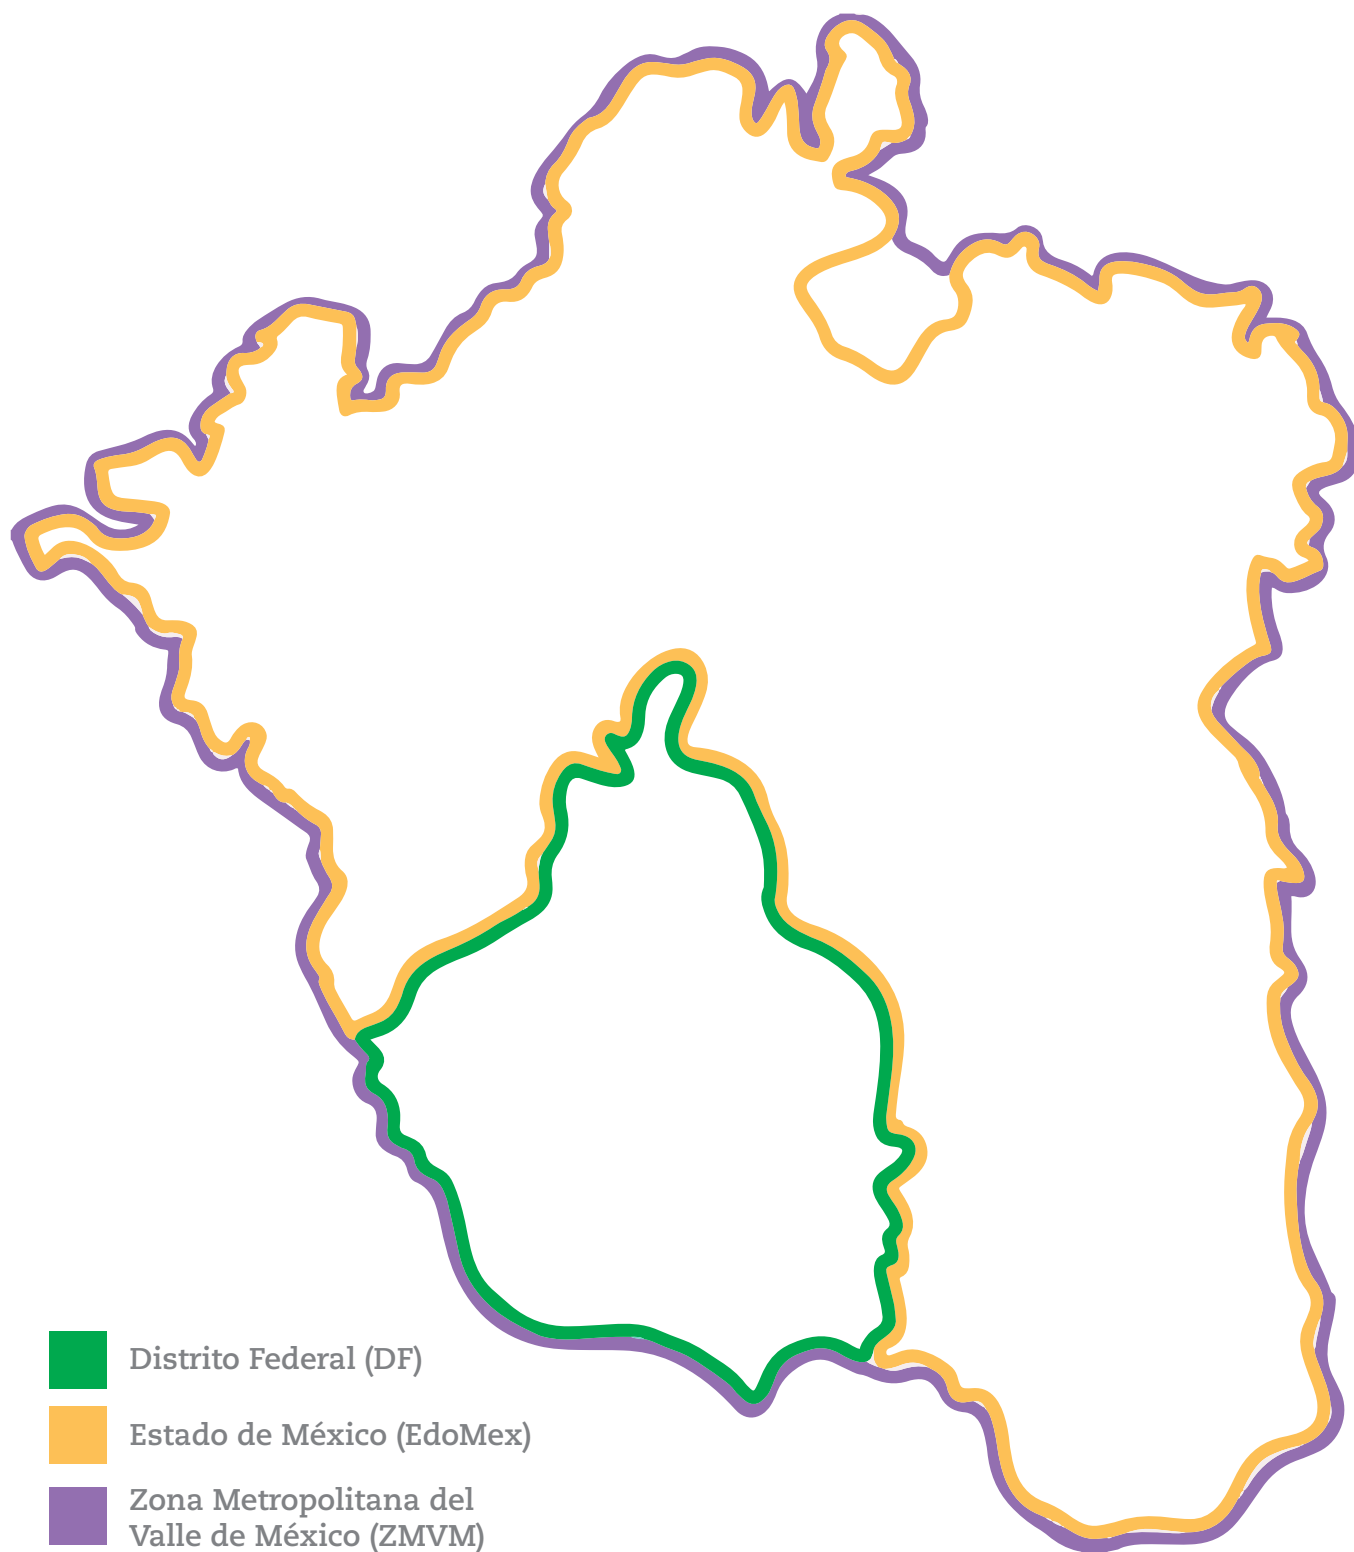 Distrito Federal (DF)
Estado de México (EdoMex)
Zona Metropolitana del
Valle de México (ZMVM)